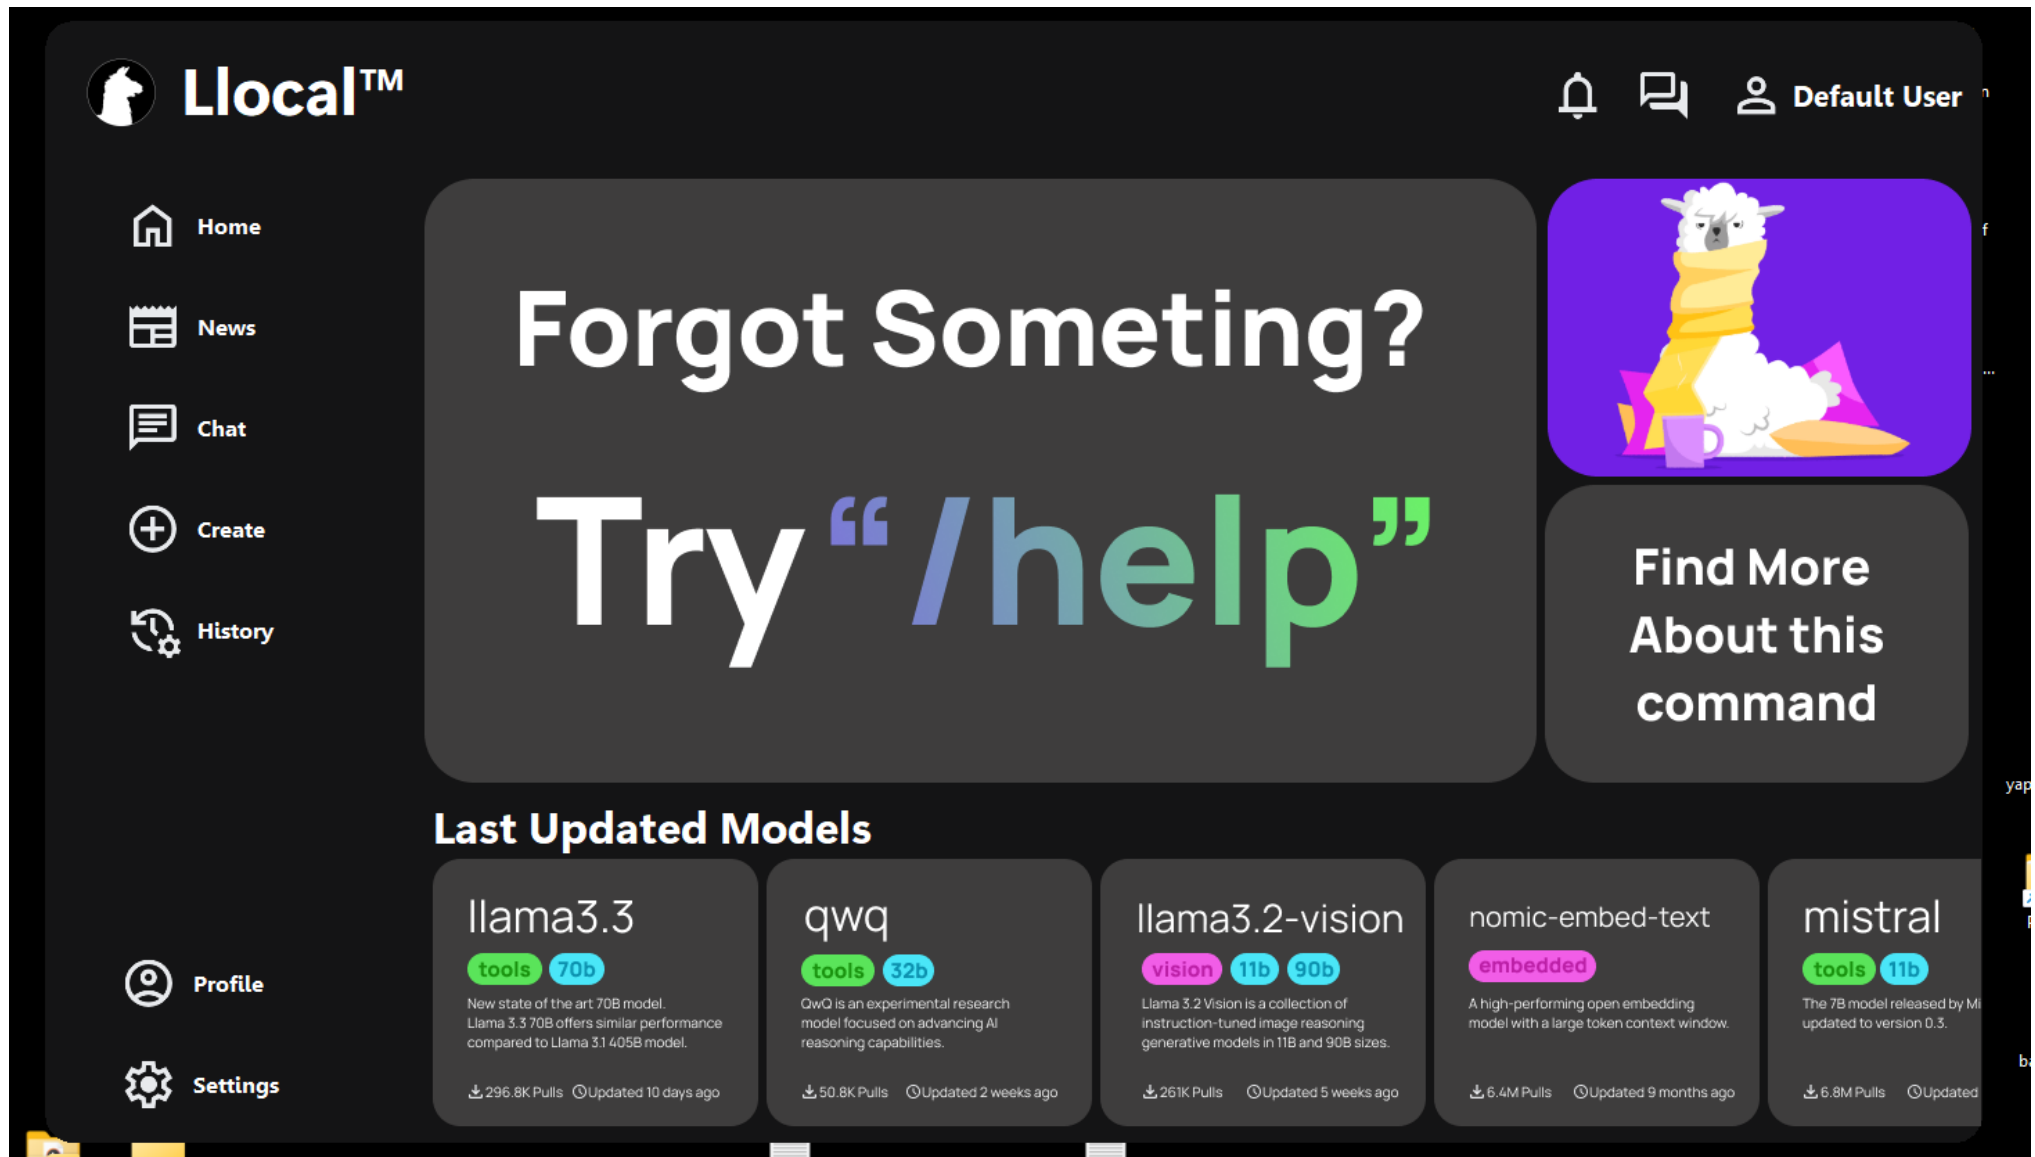 Llocal™
Default User
Home
News
Chat
Create
History
Profile
Settings
Forgot Someting?
Try “/help”
Find More
About this
command
Last Updated Models
llama3.3
tools 70b
New state of the art 70B model.
Llama 3.3 70B offers similar performance
compared to Llama 3.1 405B model.
296.8K Pulls Updated 10 days ago
qwq
tools 32b
QwQ is an experimental research
model focused on advancing AI
reasoning capabilities.
50.8K Pulls Updated 2 weeks ago
llama3.2-vision
vision 11b 90b
Llama 3.2 Vision is a collection of
instruction-tuned image reasoning
generative models in 11B and 90B sizes.
261K Pulls Updated 5 weeks ago
nomic-embed-text
embedded
A high-performing open embedding
model with a large token context window.
6.4M Pulls Updated 9 months ago
mistral
tools 11b
The 7B model released by Mi
updated to version 0.3.
6.8M Pulls Updated